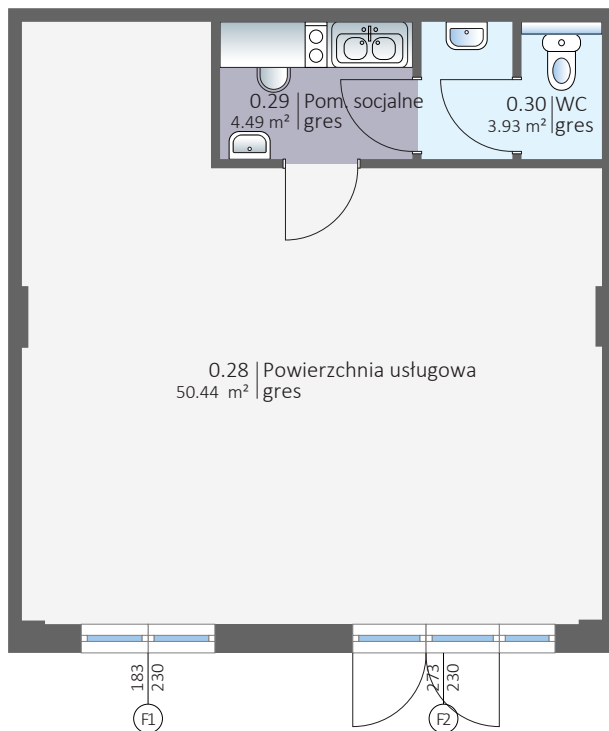 0.29 Pom. socjalne
4.49 m² gres
0.30 WC
3.93 m² gres
0.28 Powierzchnia usługowa
50.44 m² gres
183
230
273
230
F1
F2